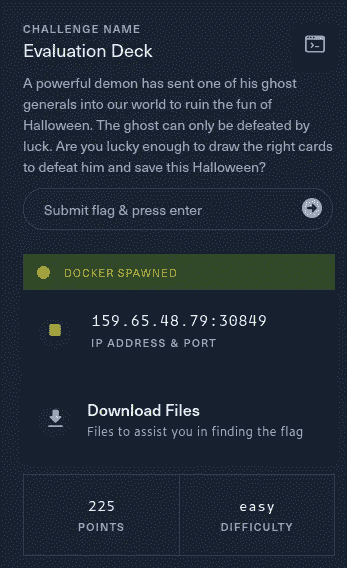 CHALLENGE NAME
Evaluation Deck
A powerful demon has sent one of his ghost
generals into our world to ruin the fun of
Halloween. The ghost can only be defeated by
luck. Are you lucky enough to draw the right cards
to defeat him and save this Halloween?
Submit flag & press enter
DOCKER SPAWNED
159.65.48.79:30849
IP ADDRESS & PORT
Download Files
Files to assist you in finding the flag
225
POINTS
easy
DIFFICULTY